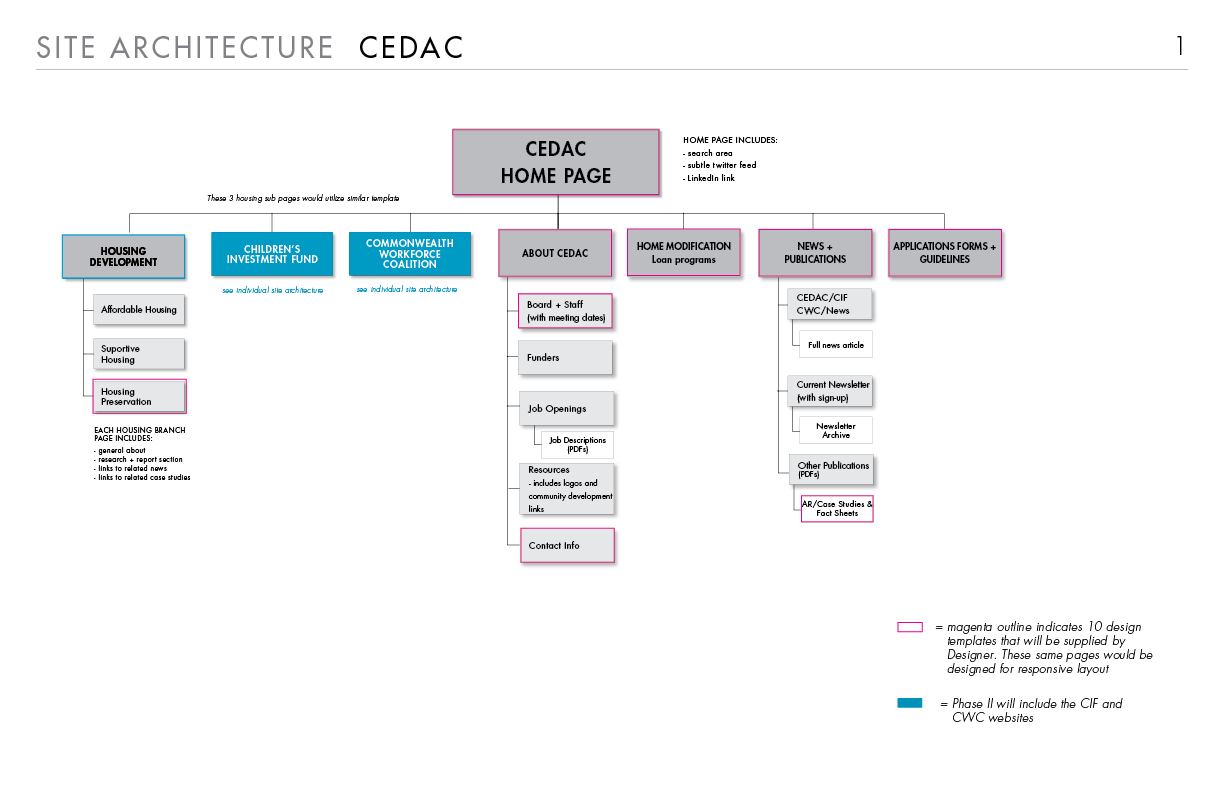 SITE ARCHITECTURE CEDAC
1
CEDAC
HOME PAGE
HOME PAGE INCLUDES:
- search area
- subtle twitter feed
- LinkedIn link
These 3 housing sub pages would utilize similar template
HOUSING
DEVELOPMENT
CHILDREN'S
INVESTMENT FUND
see individual site architecture
COMMONWEALTH
WORKFORCE
COALITION
see individual site architecture
ABOUT CEDAC
HOME MODIFICATION
Loan programs
NEWS +
PUBLICATIONS
APPLICATIONS FORMS +
GUIDELINES
Affordable Housing
Suportive
Housing
Housing
Preservation
EACH HOUSING BRANCH
PAGE INCLUDES:
- general about
- research + report section
- links to related news
- links to related case studies
Board + Staff
(with meeting dates)
Funders
Job Openings
Job Descriptions
(PDFs)
Resources
- includes logos and
community development
links
Contact Info
CEDAC/CIF
CWC/News
Full news article
Current Newsletter
(with sign-up)
Newsletter
Archive
Other Publications
(PDFs)
AR/Case Studies &
Fact Sheets
= magenta outline indicates 10 design
templates that will be supplied by
Designer. These same pages would be
designed for responsive layout
= Phase II will include the CIF and
CWC websites